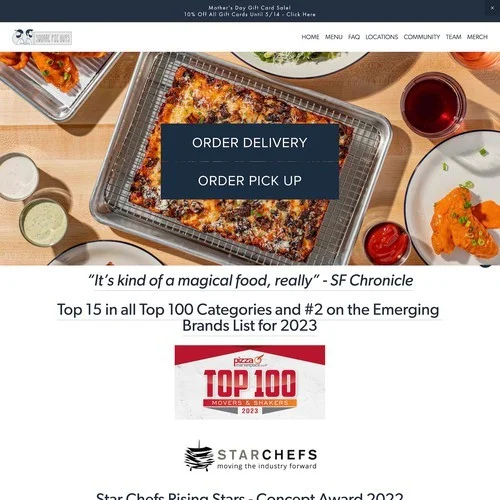 Mother's Day Gift Card Sale!
10% Off All Gift Cards Until 5/14 - Click Here
SQUARE PIE GUYS
HOME MENU FAQ LOCATIONS COMMUNITY TEAM MERCH
ORDER DELIVERY
ORDER PICK UP
“It’s kind of a magical food, really” - SF Chronicle
Top 15 in all Top 100 Categories and #2 on the Emerging
Brands List for 2023
pizza
TOP 100
MOVERS & SHAKERS
2023
STARCHEFS
moving the industry forward
Star Chefs Rising Stars - Concept Award 2022